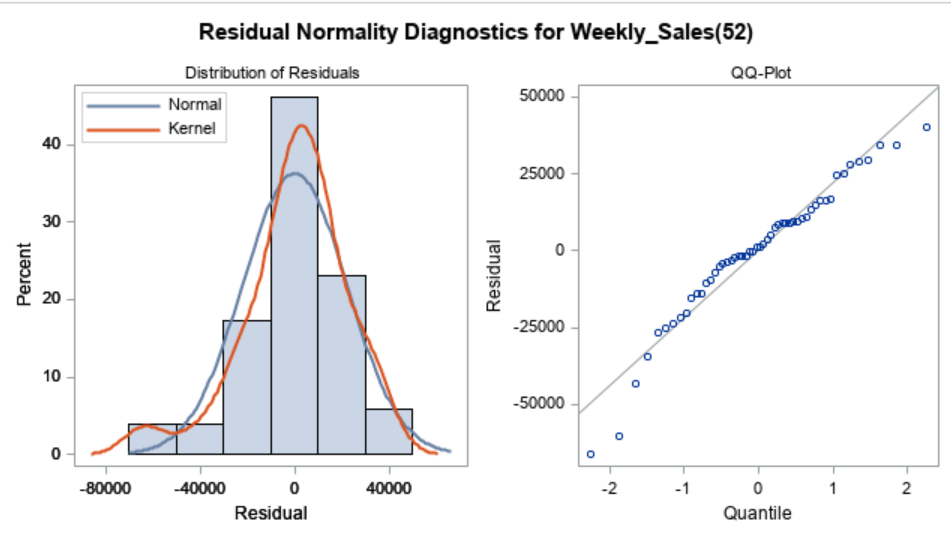 Residual Normality Diagnostics for Weekly_Sales(52)
Distribution of Residuals
Normal
Kernel
Percent
40
30
20
10
0
-80000 -40000 0 40000
Residual
QQ-Plot
Residual
50000
25000
0
-25000
-50000
-2 -1 0 1 2
Quantile